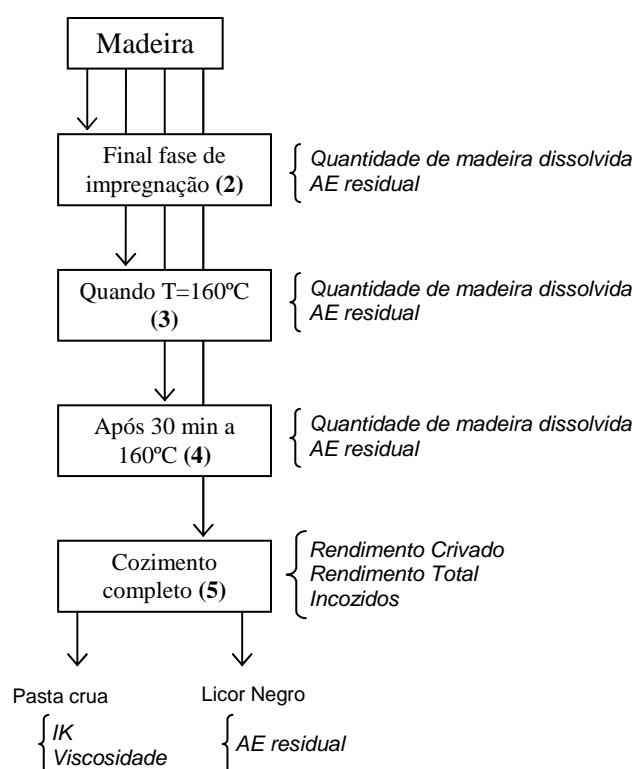 Madeira
Final fase de
impregnação (2)
Quantidade de madeira dissolvida
AE residual
Quando T=160ºC
(3)
Quantidade de madeira dissolvida
AE residual
Após 30 min a
160ºC (4)
Quantidade de madeira dissolvida
AE residual
Cozimento
completo (5)
Rendimento Crivado
Rendimento Total
Incozidos
Pasta crua
IK
Viscosidade
Licor Negro
AE residual